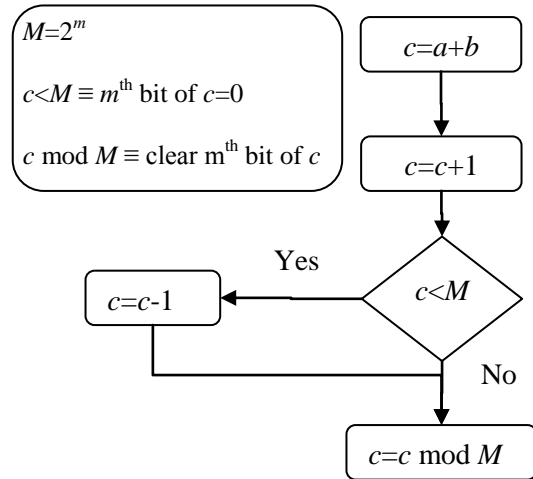 M=2^m
c<M ≡ m^th bit of c=0
c mod M ≡ clear m^th bit of c
c=a+b
c=c+1
c<M
Yes
c=c-1
No
c=c mod M